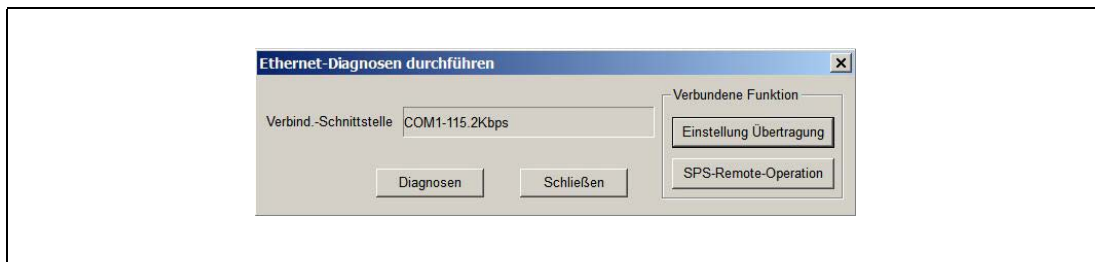 Ethernet-Diagnosen durchführen
Verbind.-Schnittstelle COM1-115.2Kbps
Diagnosen Schließen
Verbundene Funktion
Einstellung Übertragung
SPS-Remote-Operation